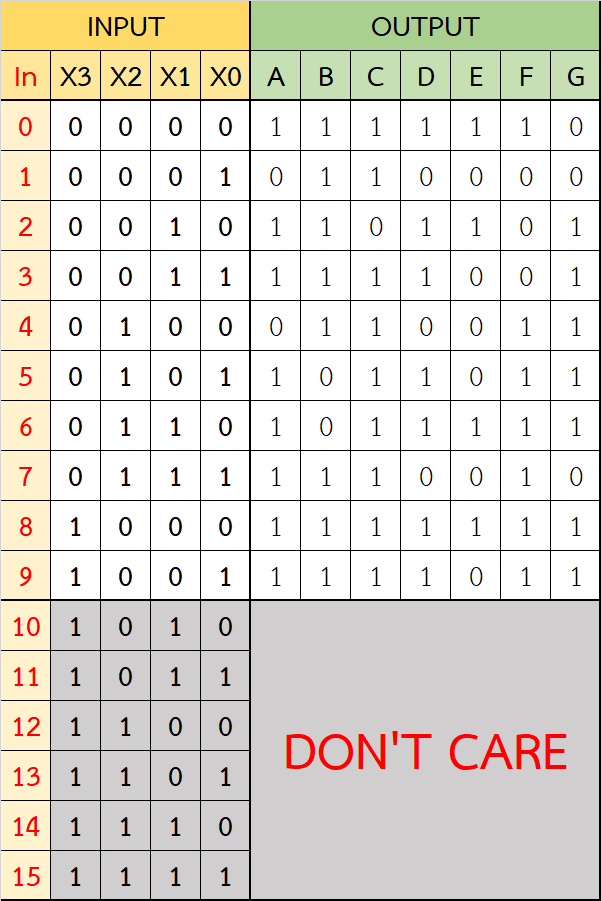 INPUT OUTPUT
In X3 X2 X1 X0 A B C D E F G
0 0 0 0 0 1 1 1 1 1 1 0
1 0 0 0 1 0 1 1 0 0 0 0
2 0 0 1 0 1 1 0 1 1 0 1
3 0 0 1 1 1 1 1 1 0 0 1
4 0 1 0 0 0 1 1 0 0 1 1
5 0 1 0 1 1 0 1 1 0 1 1
6 0 1 1 0 1 0 1 1 1 1 1
7 0 1 1 1 1 1 1 0 0 1 0
8 1 0 0 0 1 1 1 1 1 1 1
9 1 0 0 1 1 1 1 1 0 1 1
10 1 0 1 0
11 1 0 1 1
12 1 1 0 0
DON'T CARE
13 1 1 0 1
14 1 1 1 0
15 1 1 1 1